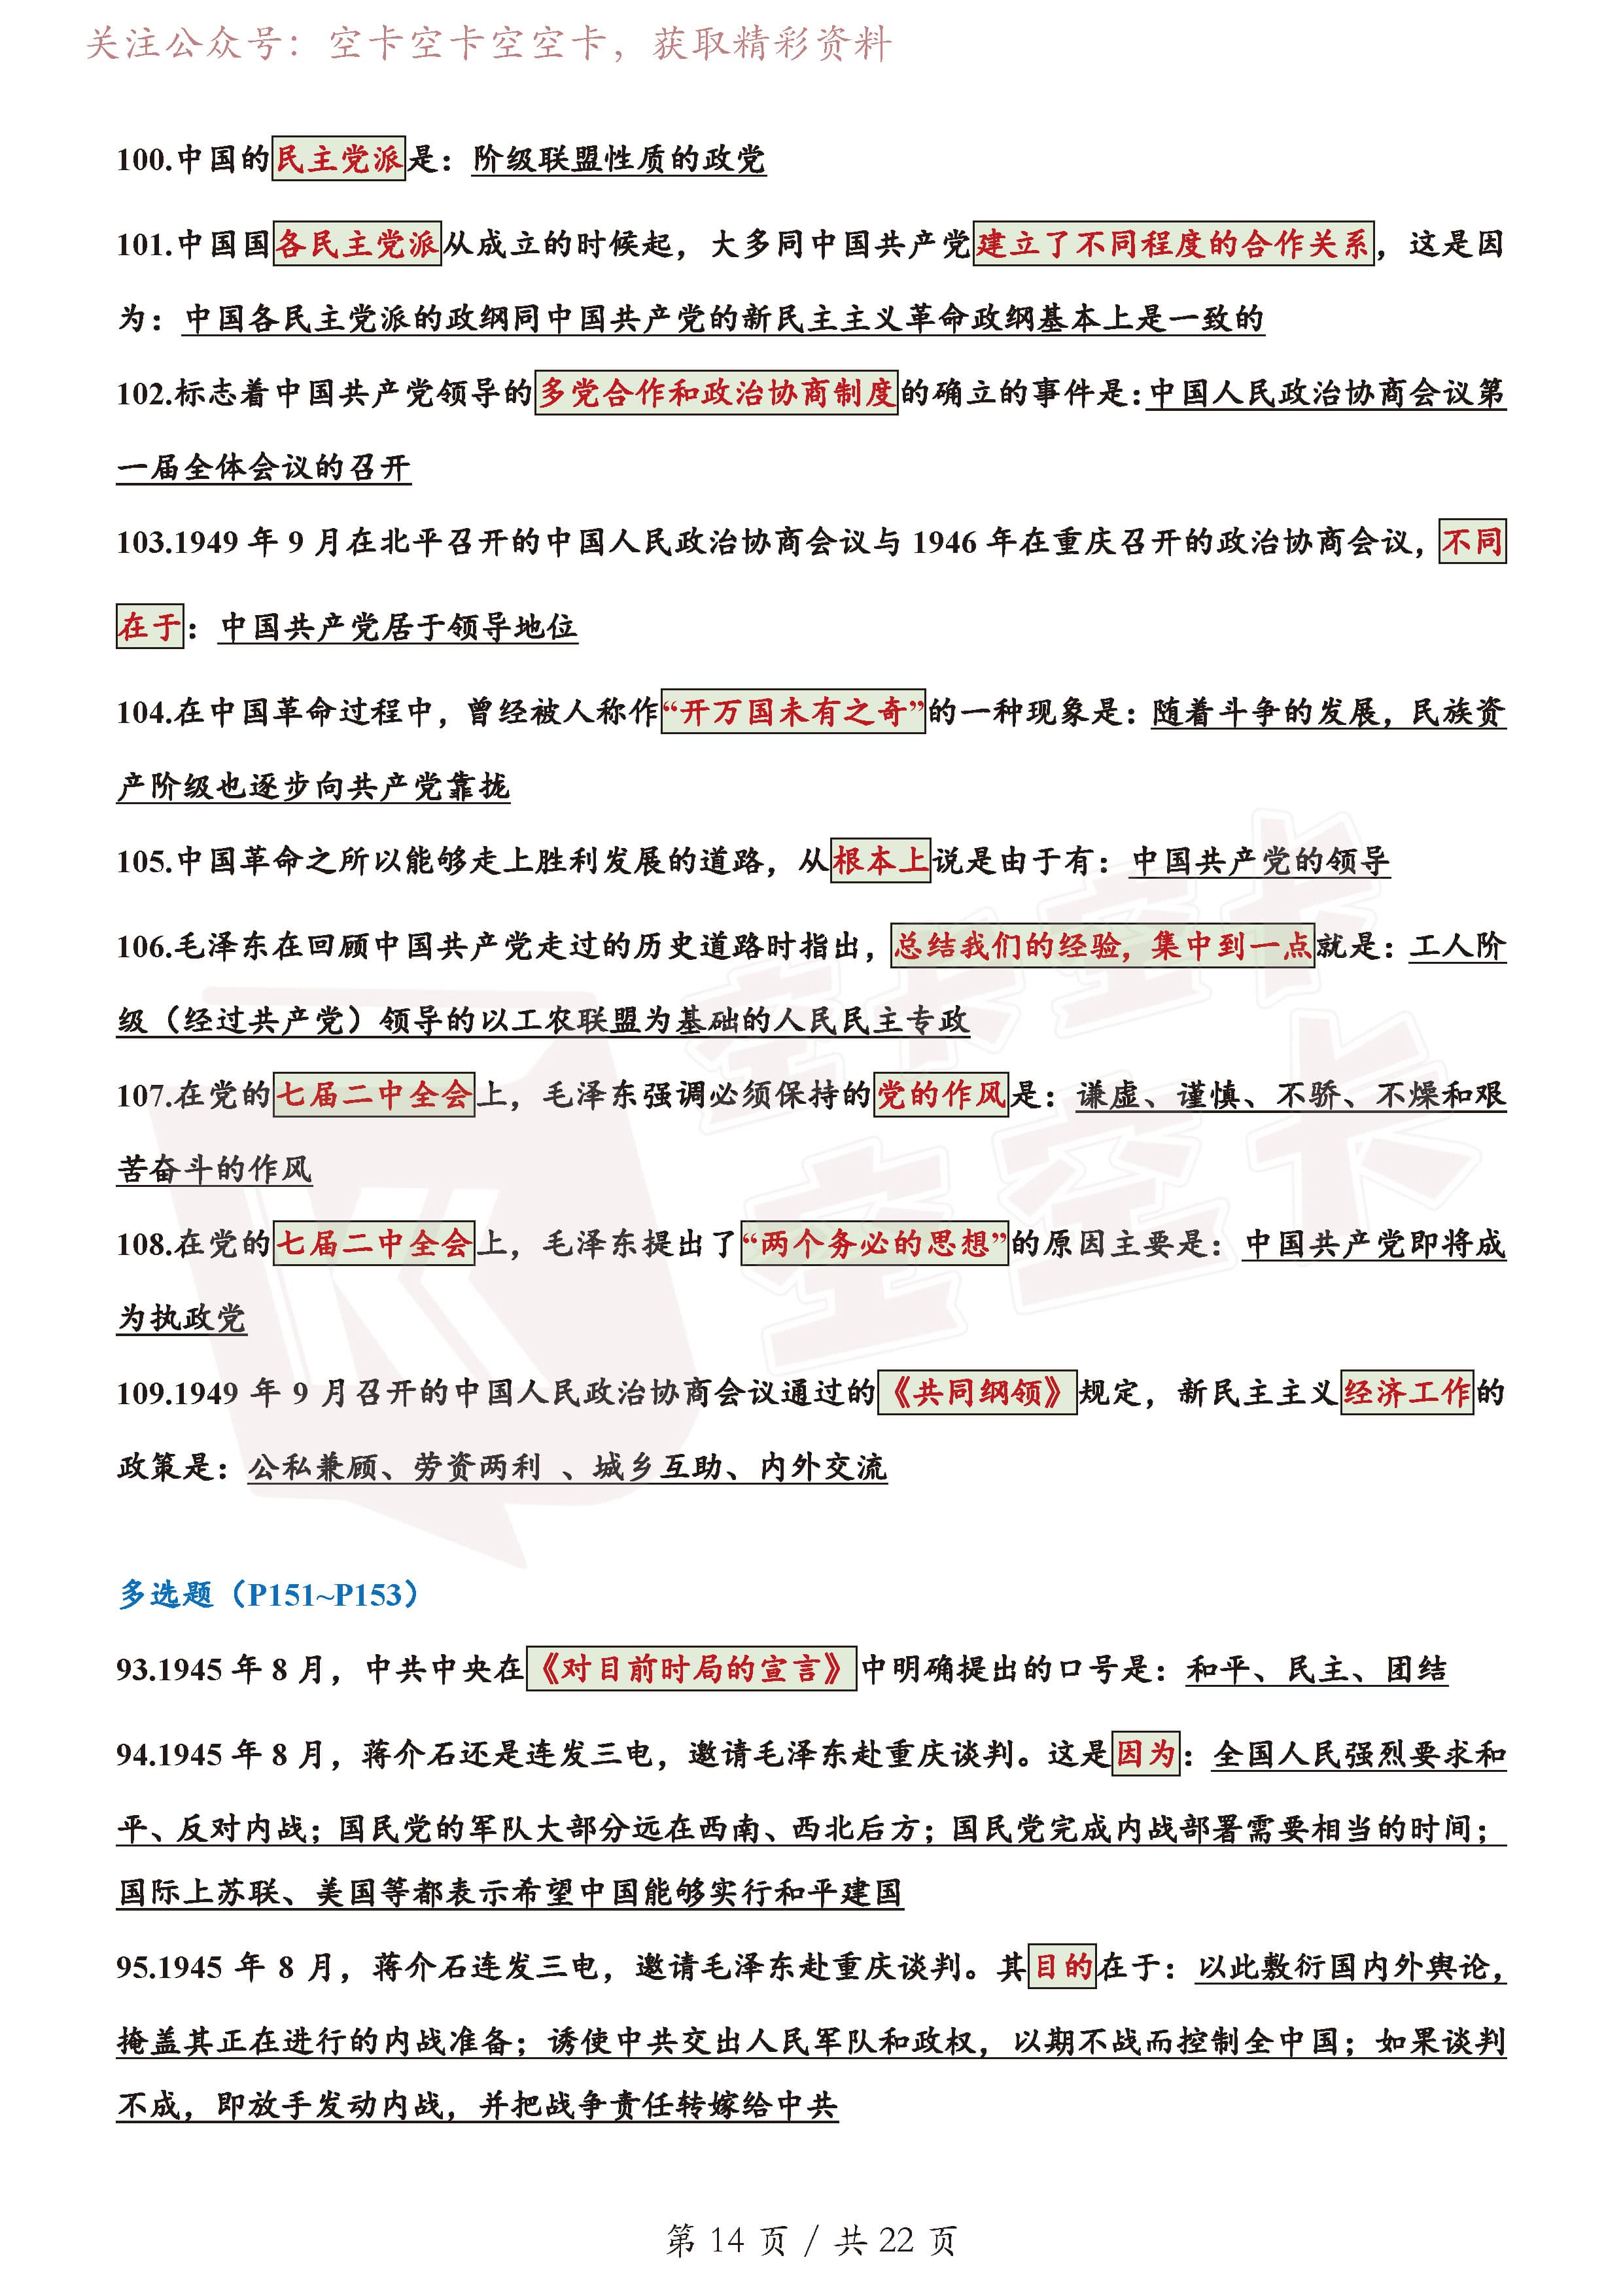 关注公众号：空卡空卡空空卡，获取精彩资料
100.中国的民主党派是：阶级联盟性质的政党
101.中国国各民主党派从成立的时候起，大多同中国共产党建立了不同程度的合作关系，这是因
为：中国各民主党派的政纲同中国共产党的新民主主义革命政纲基本上是一致的
102.标志着中国共产党领导的多党合作和政治协商制度的确立的事件是：中国人民政治协商会议第
一届全体会议的召开
103.1949 年 9 月在北平召开的中国人民政治协商会议与 1946 年在重庆召开的政治协商会议，不同
在于：中国共产党居于领导地位
104.在中国革命过程中，曾经被人称作“开万国未有之奇”的一种现象是：随着斗争的发展，民族资
产阶级也逐步向共产党靠拢
105.中国革命之所以能够走上胜利发展的道路，从根本上说是由于有：中国共产党的领导
106.毛泽东在回顾中国共产党走过的历史道路时指出，总结我们的经验，集中到一点就是：工人阶
级（经过共产党）领导的以工农联盟为基础的人民民主专政
107.在党的七届二中全会上，毛泽东强调必须保持的党的作风是：谦虚、谨慎、不骄、不燥和艰
苦奋斗的作风
108.在党的七届二中全会上，毛泽东提出了“两个务必的思想”的原因主要是：中国共产党即将成
为执政党
109.1949 年 9 月召开的中国人民政治协商会议通过的《共同纲领》规定，新民主主义经济工作的
政策是：公私兼顾、劳资两利 、城乡互助、内外交流
空卡空卡
空空卡
多选题（P151~P153）
93.1945 年 8 月，中共中央在《对目前时局的宣言》中明确提出的口号是：和平、民主、团结
94.1945 年 8 月，蒋介石还是连发三电，邀请毛泽东赴重庆谈判。这是因为：全国人民强烈要求和
平、反对内战；国民党的军队大部分远在西南、西北后方；国民党完成内战部署需要相当的时间；
国际上苏联、美国等都表示希望中国能够实行和平建国
95.1945 年 8 月，蒋介石连发三电，邀请毛泽东赴重庆谈判。其目的在于：以此敷衍国内外舆论，
掩盖其正在进行的内战准备；诱使中共交出人民军队和政权，以期不战而控制全中国；如果谈判
不成，即放手发动内战，并把战争责任转嫁给中共
第 14 页 / 共 22 页